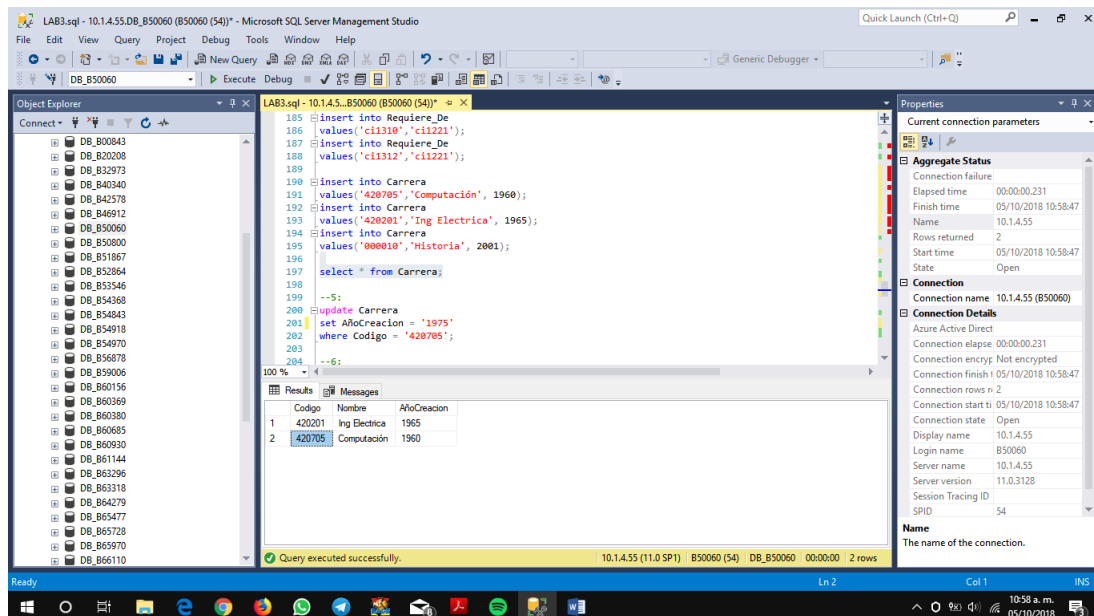 LAB3.sql - 10.1.4.55.DB_B50060 (B50060 (54))* - Microsoft SQL Server Management Studio
Quick Launch (Ctrl+Q)
File Edit View Query Project Debug Tools Window Help
New Query
Generic Debugger
DB_B50060
Execute Debug
Object Explorer
Connect
DB_B00843
DB_B20208
DB_B32973
DB_B40340
DB_B42578
DB_B46912
DB_B50060
DB_B50800
DB_B51867
DB_B52864
DB_B53546
DB_B54368
DB_B54843
DB_B54918
DB_B54970
DB_B56878
DB_B59006
DB_B60156
DB_B60369
DB_B60380
DB_B60685
DB_B60930
DB_B61144
DB_B63296
DB_B63318
DB_B64279
DB_B65477
DB_B65728
DB_B65970
DB_B66110
LAB3.sql - 10.1.4.5...B50060 (B50060 (54))*
185 insert into Requiere_De
186 values('ci1310','ci1221');
187 insert into Requiere_De
188 values('ci1312','ci1221');
189
190 insert into Carrera
191 values('420705','Computación', 1960);
192 insert into Carrera
193 values('420201','Ing Electrica', 1965);
194 insert into Carrera
195 values('000010','Historia', 2001);
196
197 select * from Carrera;
198
199 --5:
200 update Carrera
201 set AñoCreacion = '1975'
202 where Codigo = '420705';
203
204 --6:
100 %
Results Messages
Codigo Nombre AñoCreacion
1 420201 Ing Electrica 1965
2 420705 Computación 1960
Query executed successfully.
10.1.4.55 (11.0 SP1) B50060 (54) DB_B50060 00:00:00 2 rows
Properties
Current connection parameters
Aggregate Status
Connection failure
Elapsed time 00:00:00.231
Finish time 05/10/2018 10:58:47
Name 10.1.4.55
Rows returned 2
Start time 05/10/2018 10:58:47
State Open
Connection
Connection name 10.1.4.55 (B50060)
Connection Details
Azure Active Direct
Connection elapse 00:00:00.231
Connection encryp Not encrypted
Connection finish t 05/10/2018 10:58:47
Connection rows r 2
Connection start ti 05/10/2018 10:58:47
Connection state Open
Display name 10.1.4.55
Login name B50060
Server name 10.1.4.55
Server version 11.0.3128
Session Tracing ID
SPID 54
Name
The name of the connection.
Ready
Ln 2 Col 1 INS
10:58 a. m.
05/10/2018